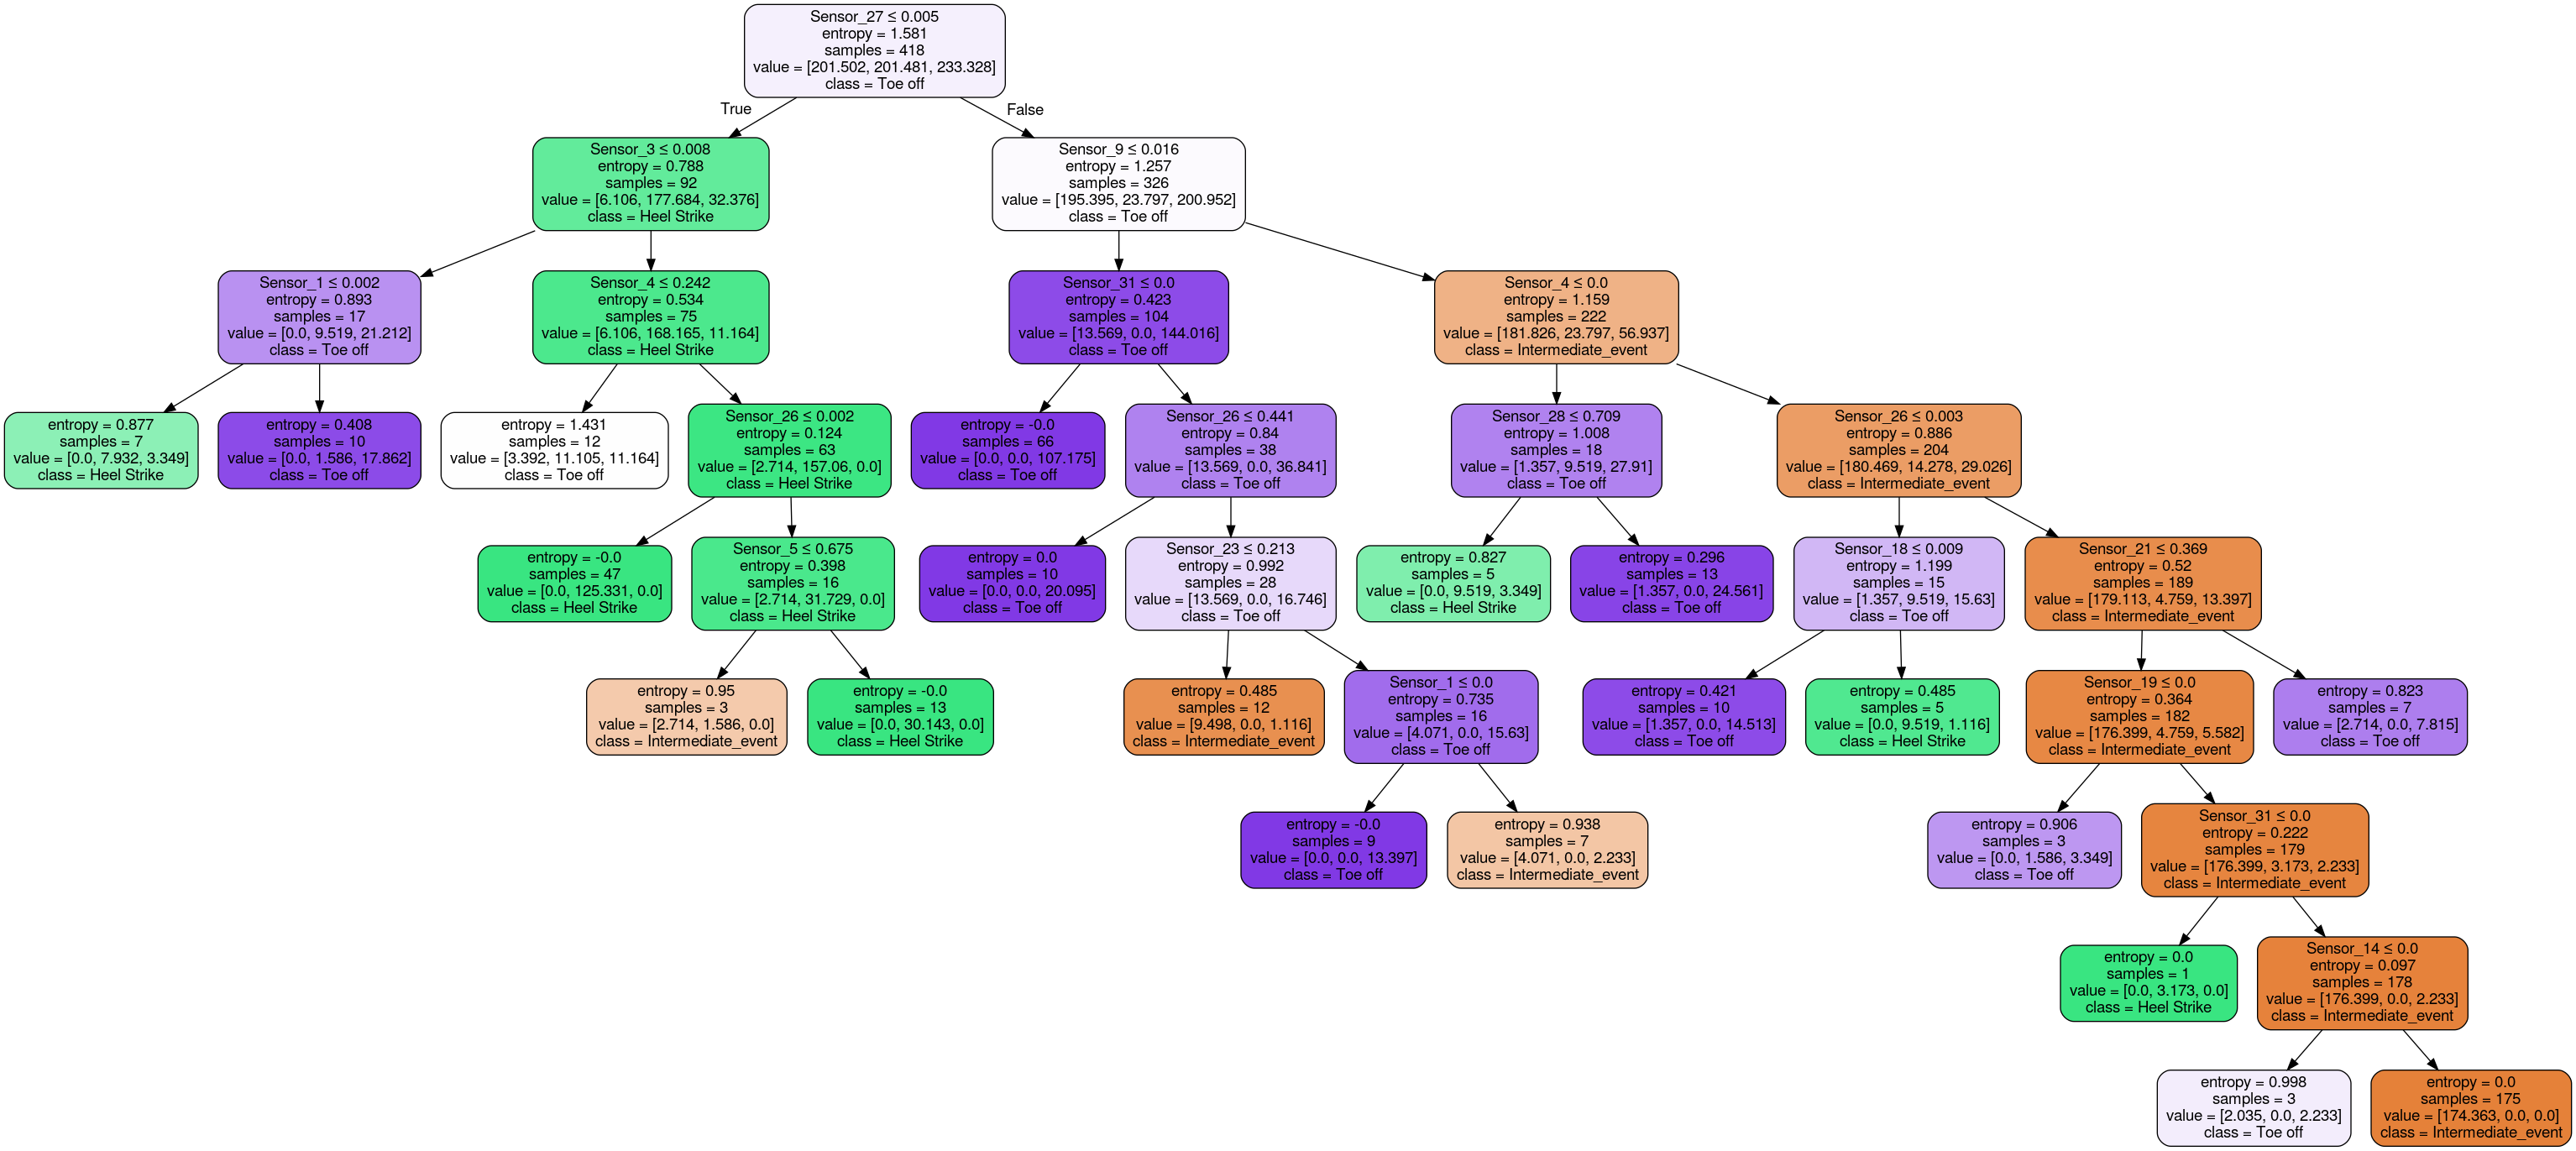 Sensor_27 ≤ 0.005
entropy = 1.581
samples = 418
value = [201.502, 201.481, 233.328]
class = Toe off
True
False
Sensor_3 ≤ 0.008
entropy = 0.788
samples = 92
value = [6.106, 177.684, 32.376]
class = Heel Strike
Sensor_9 ≤ 0.016
entropy = 1.257
samples = 326
value = [195.395, 23.797, 200.952]
class = Toe off
Sensor_1 ≤ 0.002
entropy = 0.893
samples = 17
value = [0.0, 9.519, 21.212]
class = Toe off
Sensor_4 ≤ 0.242
entropy = 0.534
samples = 75
value = [6.106, 168.165, 11.164]
class = Heel Strike
Sensor_31 ≤ 0.0
entropy = 0.423
samples = 104
value = [13.569, 0.0, 144.016]
class = Toe off
Sensor_4 ≤ 0.0
entropy = 1.159
samples = 222
value = [181.826, 23.797, 56.937]
class = Intermediate_event
entropy = 0.877
samples = 7
value = [0.0, 7.932, 3.349]
class = Heel Strike
entropy = 0.408
samples = 10
value = [0.0, 1.586, 17.862]
class = Toe off
entropy = 1.431
samples = 12
value = [3.392, 11.105, 11.164]
class = Toe off
Sensor_26 ≤ 0.002
entropy = 0.124
samples = 63
value = [2.714, 157.06, 0.0]
class = Heel Strike
entropy = -0.0
samples = 66
value = [0.0, 0.0, 107.175]
class = Toe off
Sensor_26 ≤ 0.441
entropy = 0.84
samples = 38
value = [13.569, 0.0, 36.841]
class = Toe off
Sensor_28 ≤ 0.709
entropy = 1.008
samples = 18
value = [1.357, 9.519, 27.91]
class = Toe off
Sensor_26 ≤ 0.003
entropy = 0.886
samples = 204
value = [180.469, 14.278, 29.026]
class = Intermediate_event
entropy = -0.0
samples = 47
value = [0.0, 125.331, 0.0]
class = Heel Strike
Sensor_5 ≤ 0.675
entropy = 0.398
samples = 16
value = [2.714, 31.729, 0.0]
class = Heel Strike
entropy = 0.0
samples = 10
value = [0.0, 0.0, 20.095]
class = Toe off
Sensor_23 ≤ 0.213
entropy = 0.992
samples = 28
value = [13.569, 0.0, 16.746]
class = Toe off
entropy = 0.827
samples = 5
value = [0.0, 9.519, 3.349]
class = Heel Strike
entropy = 0.296
samples = 13
value = [1.357, 0.0, 24.561]
class = Toe off
Sensor_18 ≤ 0.009
entropy = 1.199
samples = 15
value = [1.357, 9.519, 15.63]
class = Toe off
Sensor_21 ≤ 0.369
entropy = 0.52
samples = 189
value = [179.113, 4.759, 13.397]
class = Intermediate_event
entropy = 0.95
samples = 3
value = [2.714, 1.586, 0.0]
class = Intermediate_event
entropy = -0.0
samples = 13
value = [0.0, 30.143, 0.0]
class = Heel Strike
entropy = 0.485
samples = 12
value = [9.498, 0.0, 1.116]
class = Intermediate_event
Sensor_1 ≤ 0.0
entropy = 0.735
samples = 16
value = [4.071, 0.0, 15.63]
class = Toe off
entropy = 0.421
samples = 10
value = [1.357, 0.0, 14.513]
class = Toe off
entropy = 0.485
samples = 5
value = [0.0, 9.519, 1.116]
class = Heel Strike
Sensor_19 ≤ 0.0
entropy = 0.364
samples = 182
value = [176.399, 4.759, 5.582]
class = Intermediate_event
entropy = 0.823
samples = 7
value = [2.714, 0.0, 7.815]
class = Toe off
entropy = -0.0
samples = 9
value = [0.0, 0.0, 13.397]
class = Toe off
entropy = 0.938
samples = 7
value = [4.071, 0.0, 2.233]
class = Intermediate_event
entropy = 0.906
samples = 3
value = [0.0, 1.586, 3.349]
class = Toe off
Sensor_31 ≤ 0.0
entropy = 0.222
samples = 179
value = [176.399, 3.173, 2.233]
class = Intermediate_event
entropy = 0.0
samples = 1
value = [0.0, 3.173, 0.0]
class = Heel Strike
Sensor_14 ≤ 0.0
entropy = 0.097
samples = 178
value = [176.399, 0.0, 2.233]
class = Intermediate_event
entropy = 0.998
samples = 3
value = [2.035, 0.0, 2.233]
class = Toe off
entropy = 0.0
samples = 175
value = [174.363, 0.0, 0.0]
class = Intermediate_event